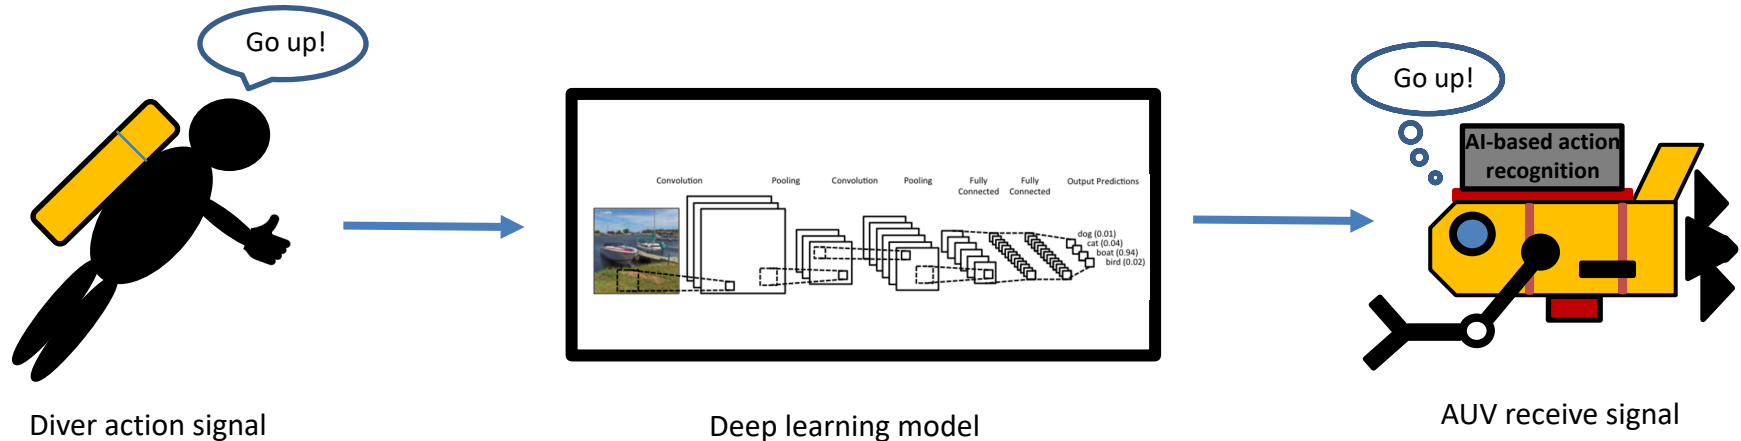 Go up!
Diver action signal
Convolution
Pooling
Convolution
Pooling
Fully
Connected
Fully
Connected
Output Predictions
dog (0.01)
cat (0.04)
boat (0.94)
bird (0.02)
Deep learning model
Go up!
AI-based action
recognition
AUV receive signal